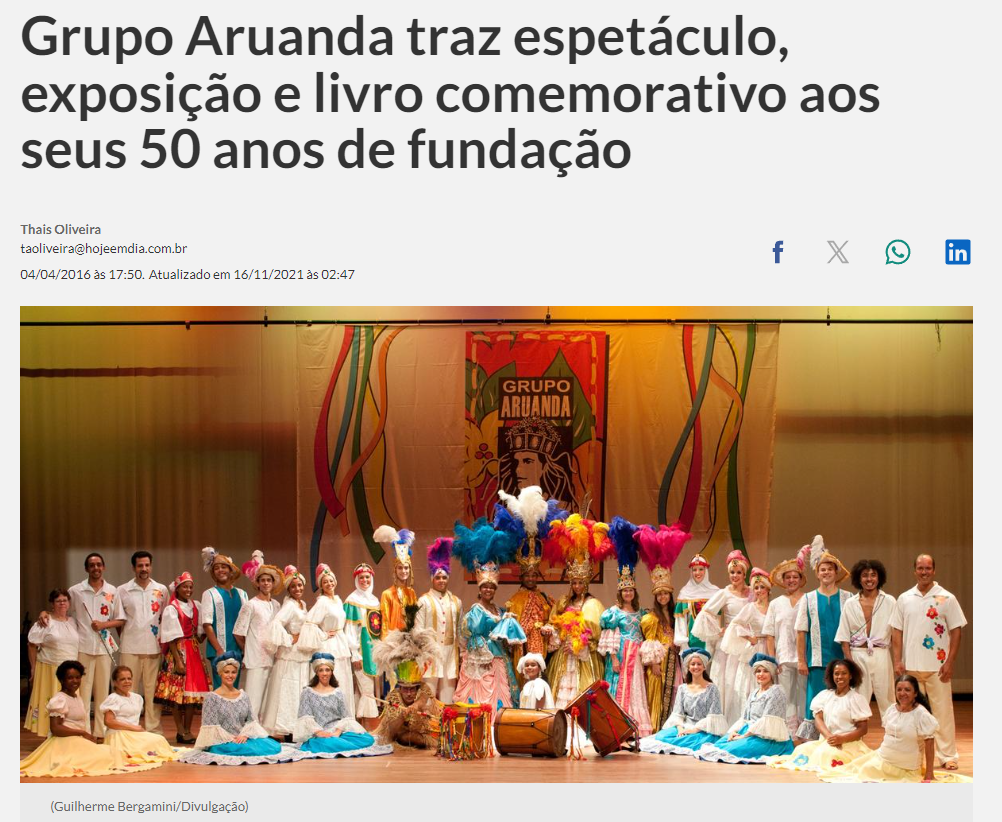 Grupo Aruanda traz espetáculo,
exposição e livro comemorativo aos
seus 50 anos de fundação
Thais Oliveira
taoliveira@hojeemdia.com.br
04/04/2016 às 17:50. Atualizado em 16/11/2021 às 02:47
GRUPO
ARUANDA
(Guilherme Bergamini/Divulgação)